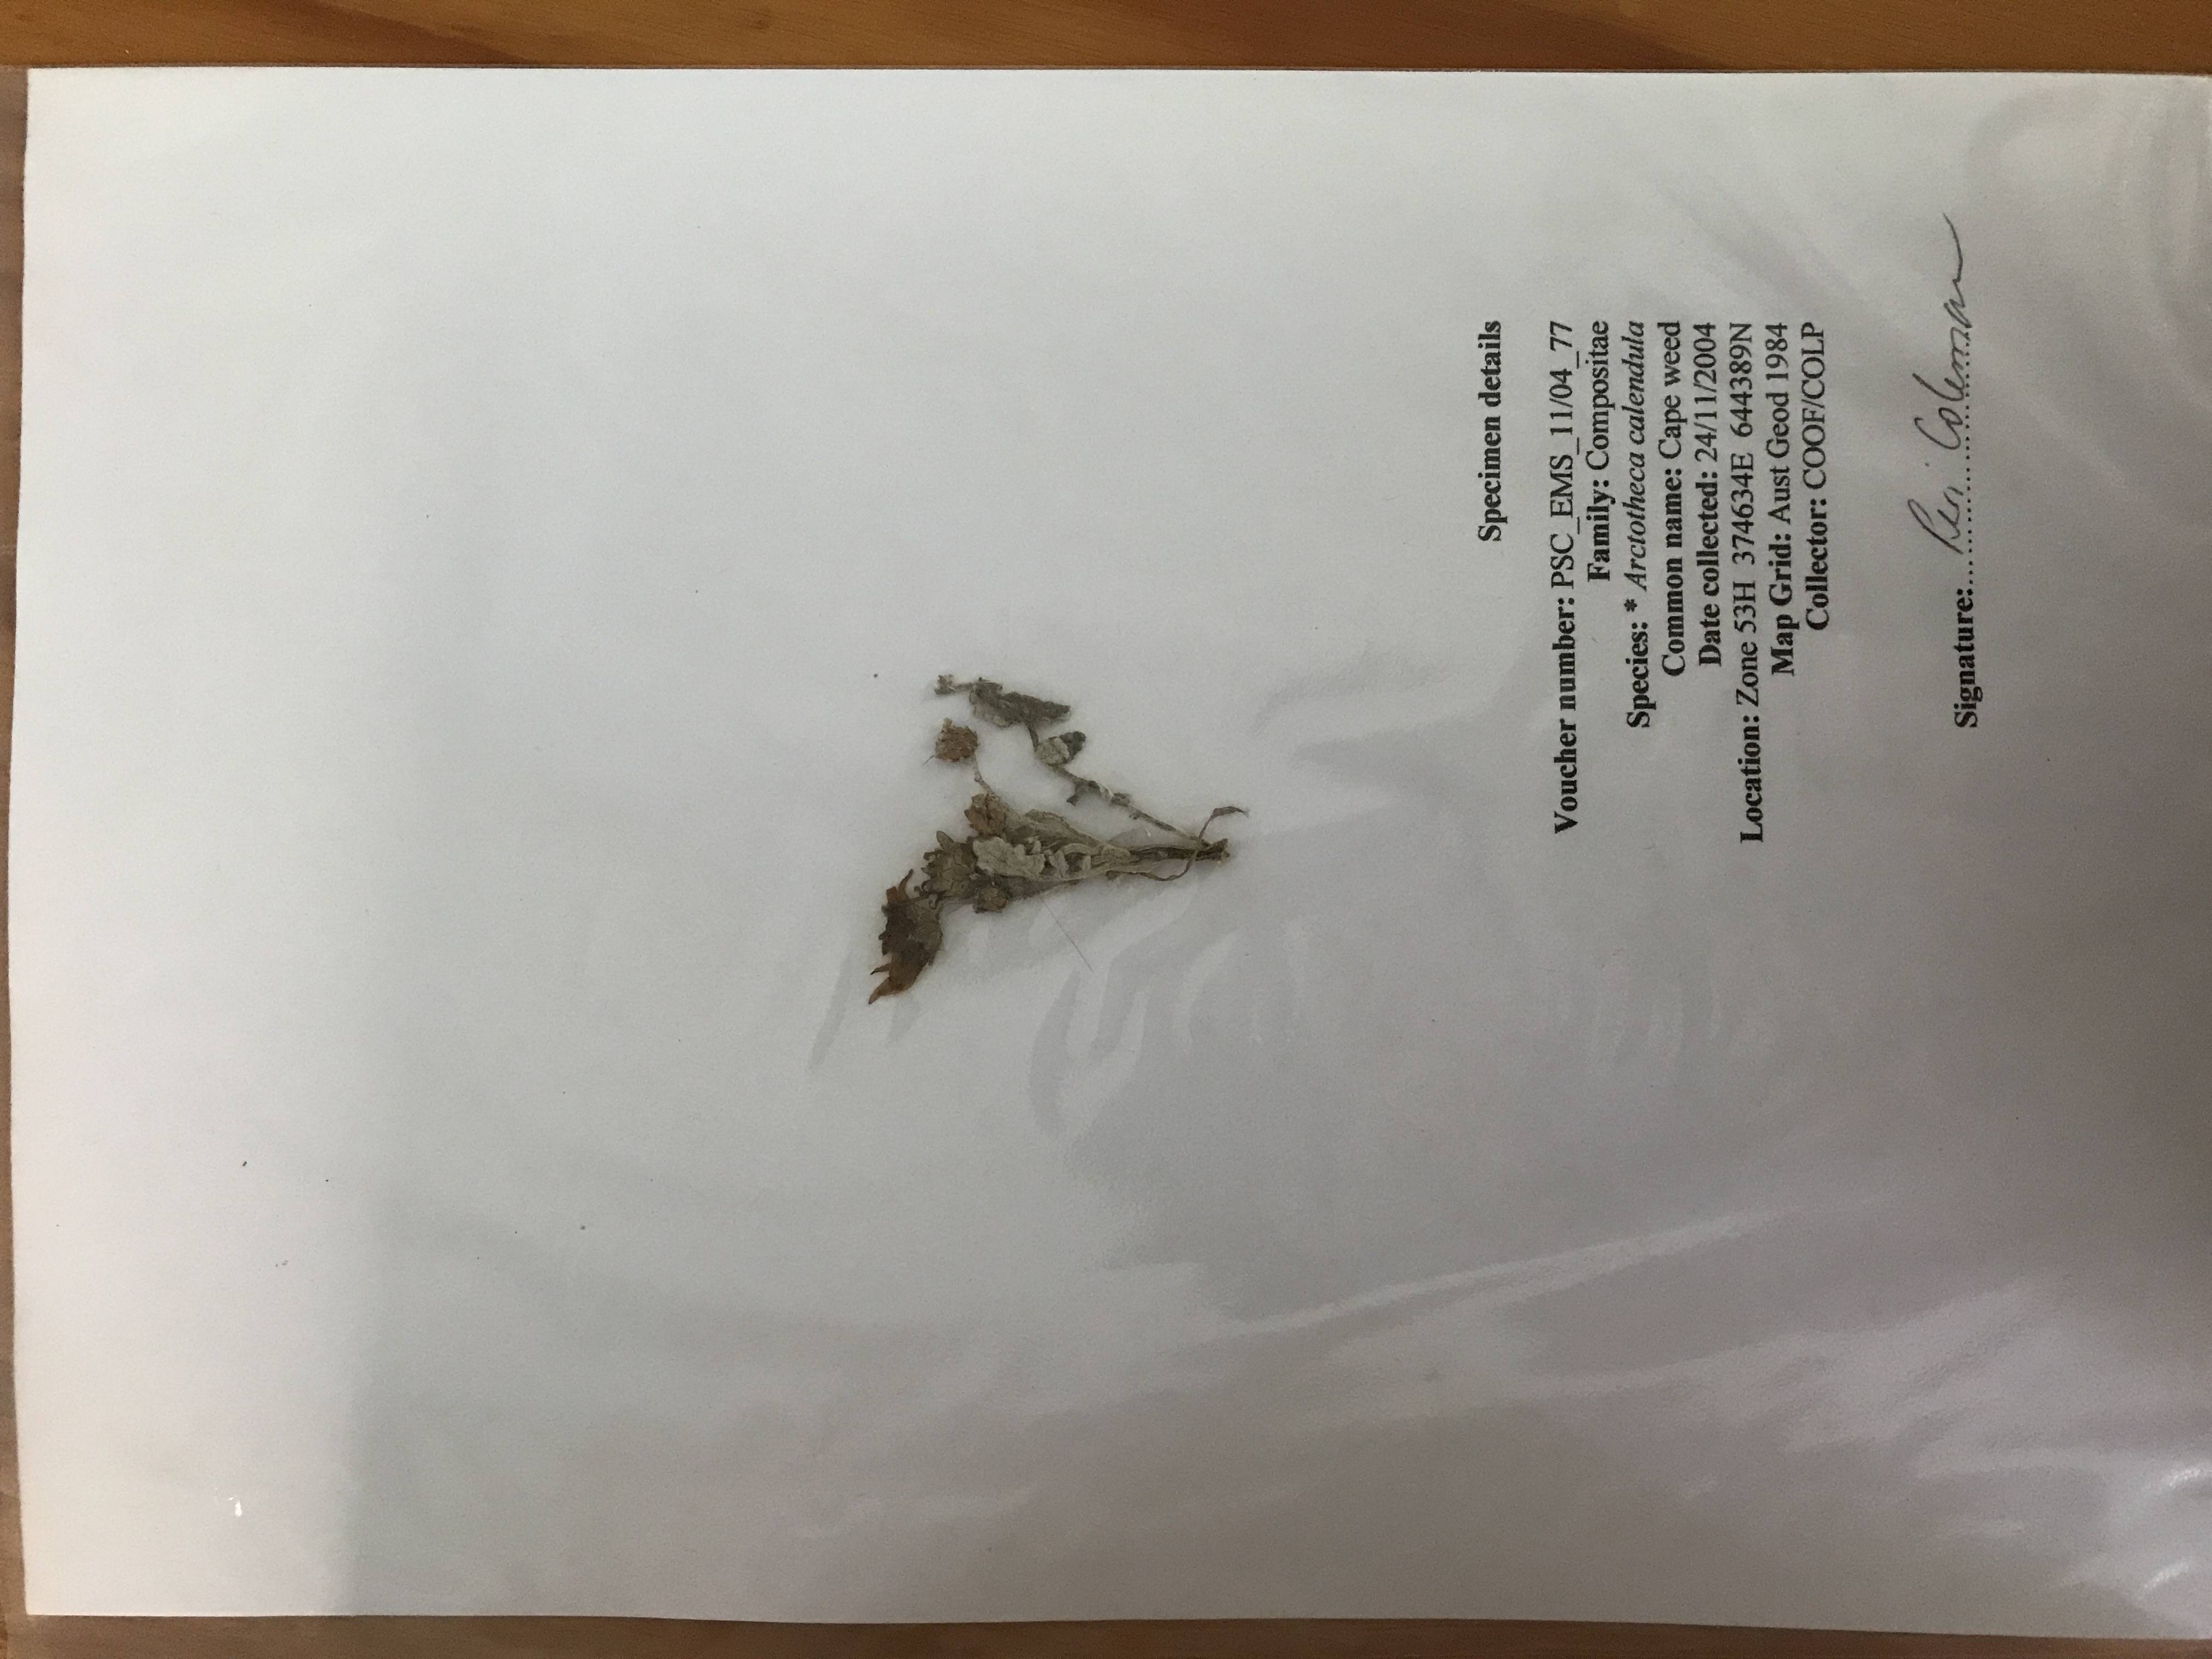 Specimen details
Voucher number: PSC_EMS_11/04_77
Family: Compositae
Species: * Arctotheca calendula
Common name: Cape weed
Date collected: 24/11/2004
Location: Zone 53H 374634E 644389N
Map Grid: Aust Geod 1984
Collector: COOF/COLP
Signature:.......Peri Coleman